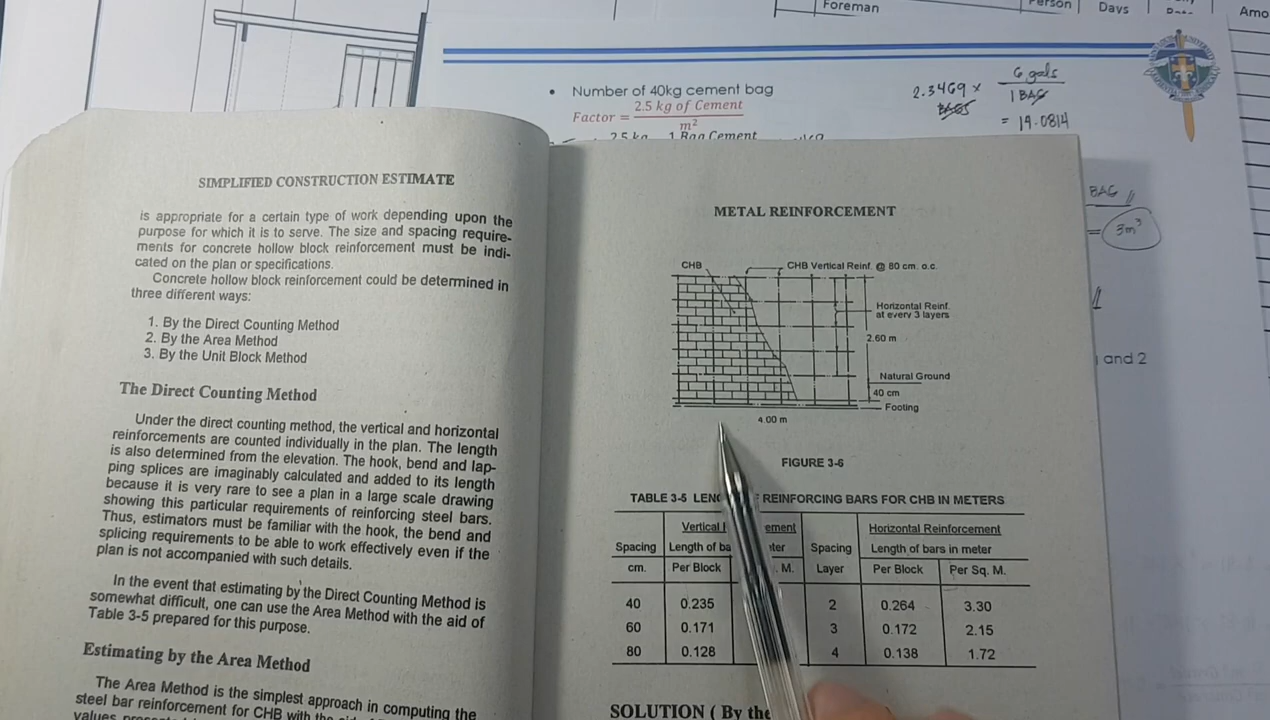 Foreman
Person
Days
Amo
Number of 40kg cement bag
Factor = 2.5 kg of Cement
m²
1 Bag Cement
2.3469 × 6 gals
1 BAG
= 14.0814
BAG
= 3m³
and 2
SIMPLIFIED CONSTRUCTION ESTIMATE
is appropriate for a certain type of work depending upon the
purpose for which it is to serve. The size and spacing require-
ments for concrete hollow block reinforcement must be indi-
cated on the plan or specifications.
Concrete hollow block reinforcement could be determined in
three different ways:
1. By the Direct Counting Method
2. By the Area Method
3. By the Unit Block Method
The Direct Counting Method
Under the direct counting method, the vertical and horizontal
reinforcements are counted individually in the plan. The length
is also determined from the elevation. The hook, bend and lap-
ping splices are imaginably calculated and added to its length
because it is very rare to see a plan in a large scale drawing
showing this particular requirements of reinforcing steel bars.
Thus, estimators must be familiar with the hook, the bend and
splicing requirements to be able to work effectively even if the
plan is not accompanied with such details.
In the event that estimating by the Direct Counting Method is
somewhat difficult, one can use the Area Method with the aid of
Table 3-5 prepared for this purpose.
Estimating by the Area Method
The Area Method is the simplest approach in computing the
steel bar reinforcement for CHB with the
METAL REINFORCEMENT
CHB
CHB Vertical Reinf. @ 80 cm. o.c.
Horizontal Reinf.
at every 3 layers
2.60 m
Natural Ground
40 cm
Footing
4.00 m
FIGURE 3-6
TABLE 3-5 REINFORCING BARS FOR CHB IN METERS
Vertical Horizontal Reinforcement
Spacing Length of Spacing Length of bars in meter
cm. Per Block M. Layer Per Block Per Sq. M.
40 0.235 2 0.264 3.30
60 0.171 3 0.172 2.15
80 0.128 4 0.138 1.72
SOLUTION ( By the